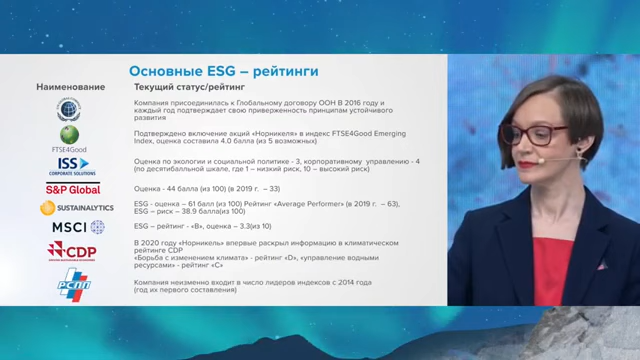 Основные ESG – рейтинги
Наименование
Текущий статус/рейтинг
Компания присоединилась к Глобальному договору ООН В 2016 году и
каждый год подтверждает свою приверженность принципам устойчивого
развития
FTSE4Good
Подтверждено включение акций «Норникеля» в индекс FTSE4Good Emerging
Index, оценка составила 4.0 балла (из 5 возможных)
ISS
CORPORATE SOLUTIONS
Оценка по экологии и социальной политике - 3, корпоративному управлению - 4
(по десятибалльной шкале, где 1 – низкий риск, 10 – высокий риск)
S&P Global
Оценка - 44 балл (из 100) (в 2019 г. – 33)
SUSTAINALYTICS
ESG - оценка – 61 балл (из 100) Рейтинг «Average Performer» (в 2019 г. – 63),
ESG – риск – 38,9 балла(из 100)
MSCI
ESG – рейтинг - «B», оценка – 3.3(из 10)
CDP
В 2020 году «Норникель» впервые раскрыл информацию в климатическом
рейтинге CDP
«Борьба с изменением климата» - рейтинг «D», «управление водными
ресурсами» - рейтинг «C»
РСПП
Компания неизменно входит в число лидеров индексов с 2014 года
(год их первого составления)